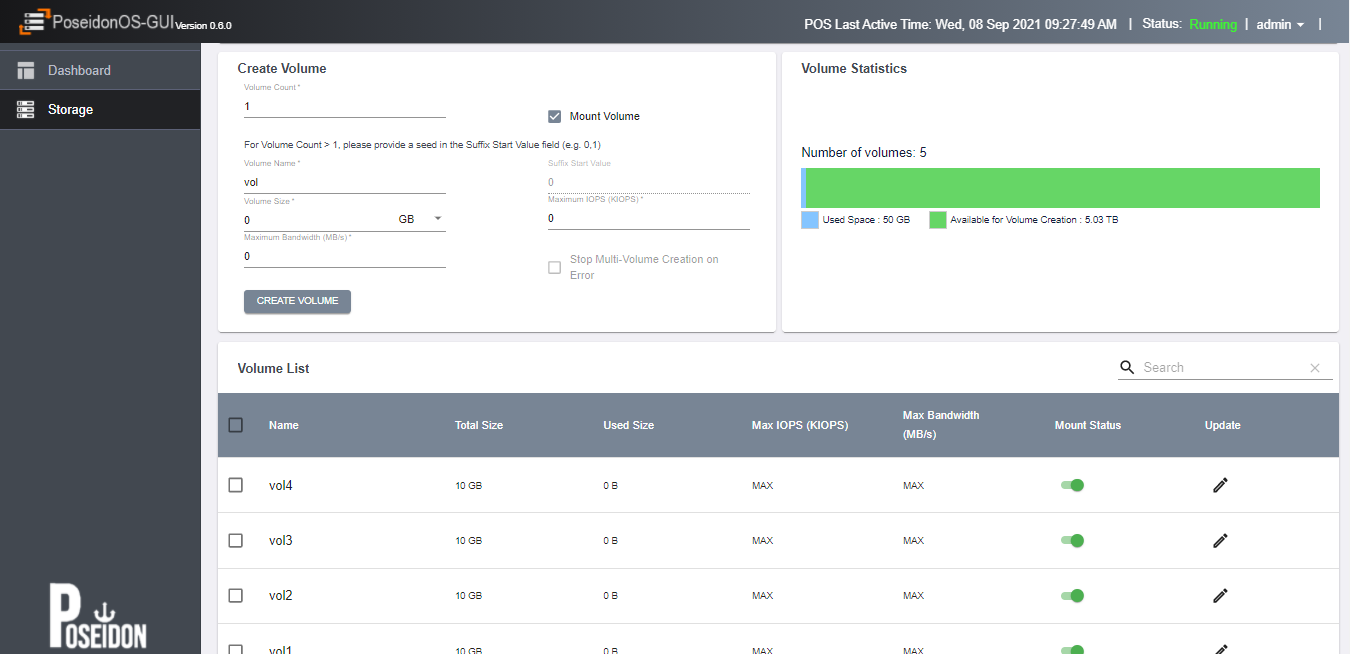 PoseidonOS-GUI Version 0.6.0
POS Last Active Time: Wed, 08 Sep 2021 09:27:49 AM | Status: Running | admin |
Dashboard
Storage
POSEIDON
Create Volume
Volume Count *
1
Mount Volume
For Volume Count > 1, please provide a seed in the Suffix Start Value field (e.g. 0,1)
Volume Name *
vol
Suffix Start Value
0
Volume Size *
0 GB
Maximum IOPS (KIOPS) *
0
Maximum Bandwidth (MB/s) *
0
Stop Multi-Volume Creation on
Error
CREATE VOLUME
Volume Statistics
Number of volumes: 5
Used Space : 50 GB Available for Volume Creation : 5.03 TB
Volume List
Search
Name Total Size Used Size Max IOPS (KIOPS) Max Bandwidth (MB/s) Mount Status Update
vol4 10 GB 0 B MAX MAX
vol3 10 GB 0 B MAX MAX
vol2 10 GB 0 B MAX MAX
vol1 10 GB 0 B MAX MAX